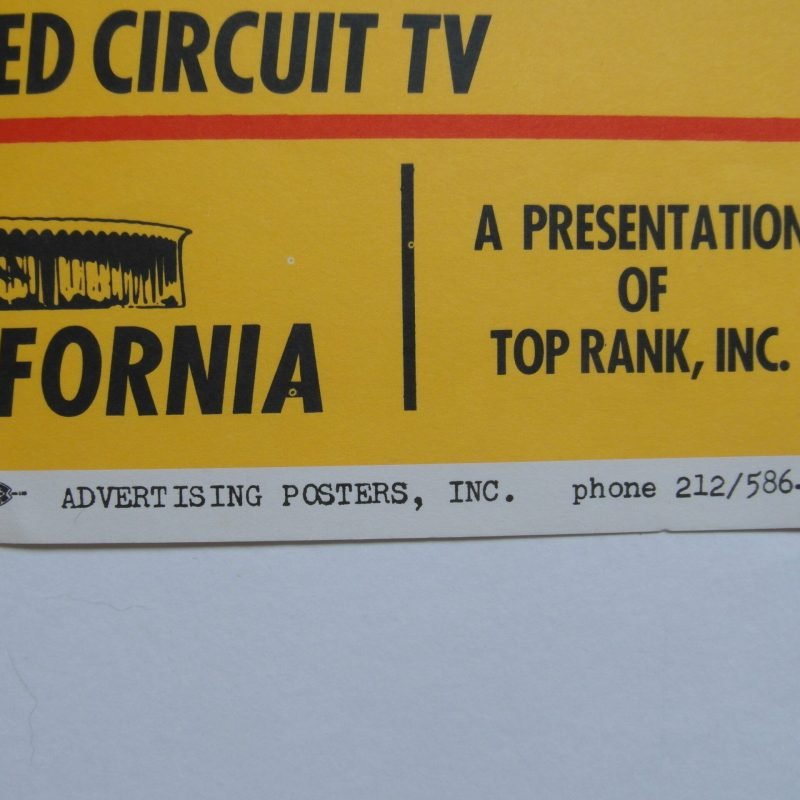 ED CIRCUIT TV
A PRESENTATION
OF
TOP RANK, INC.
FORNIA
ADVERTISING POSTERS, INC. phone 212/586-